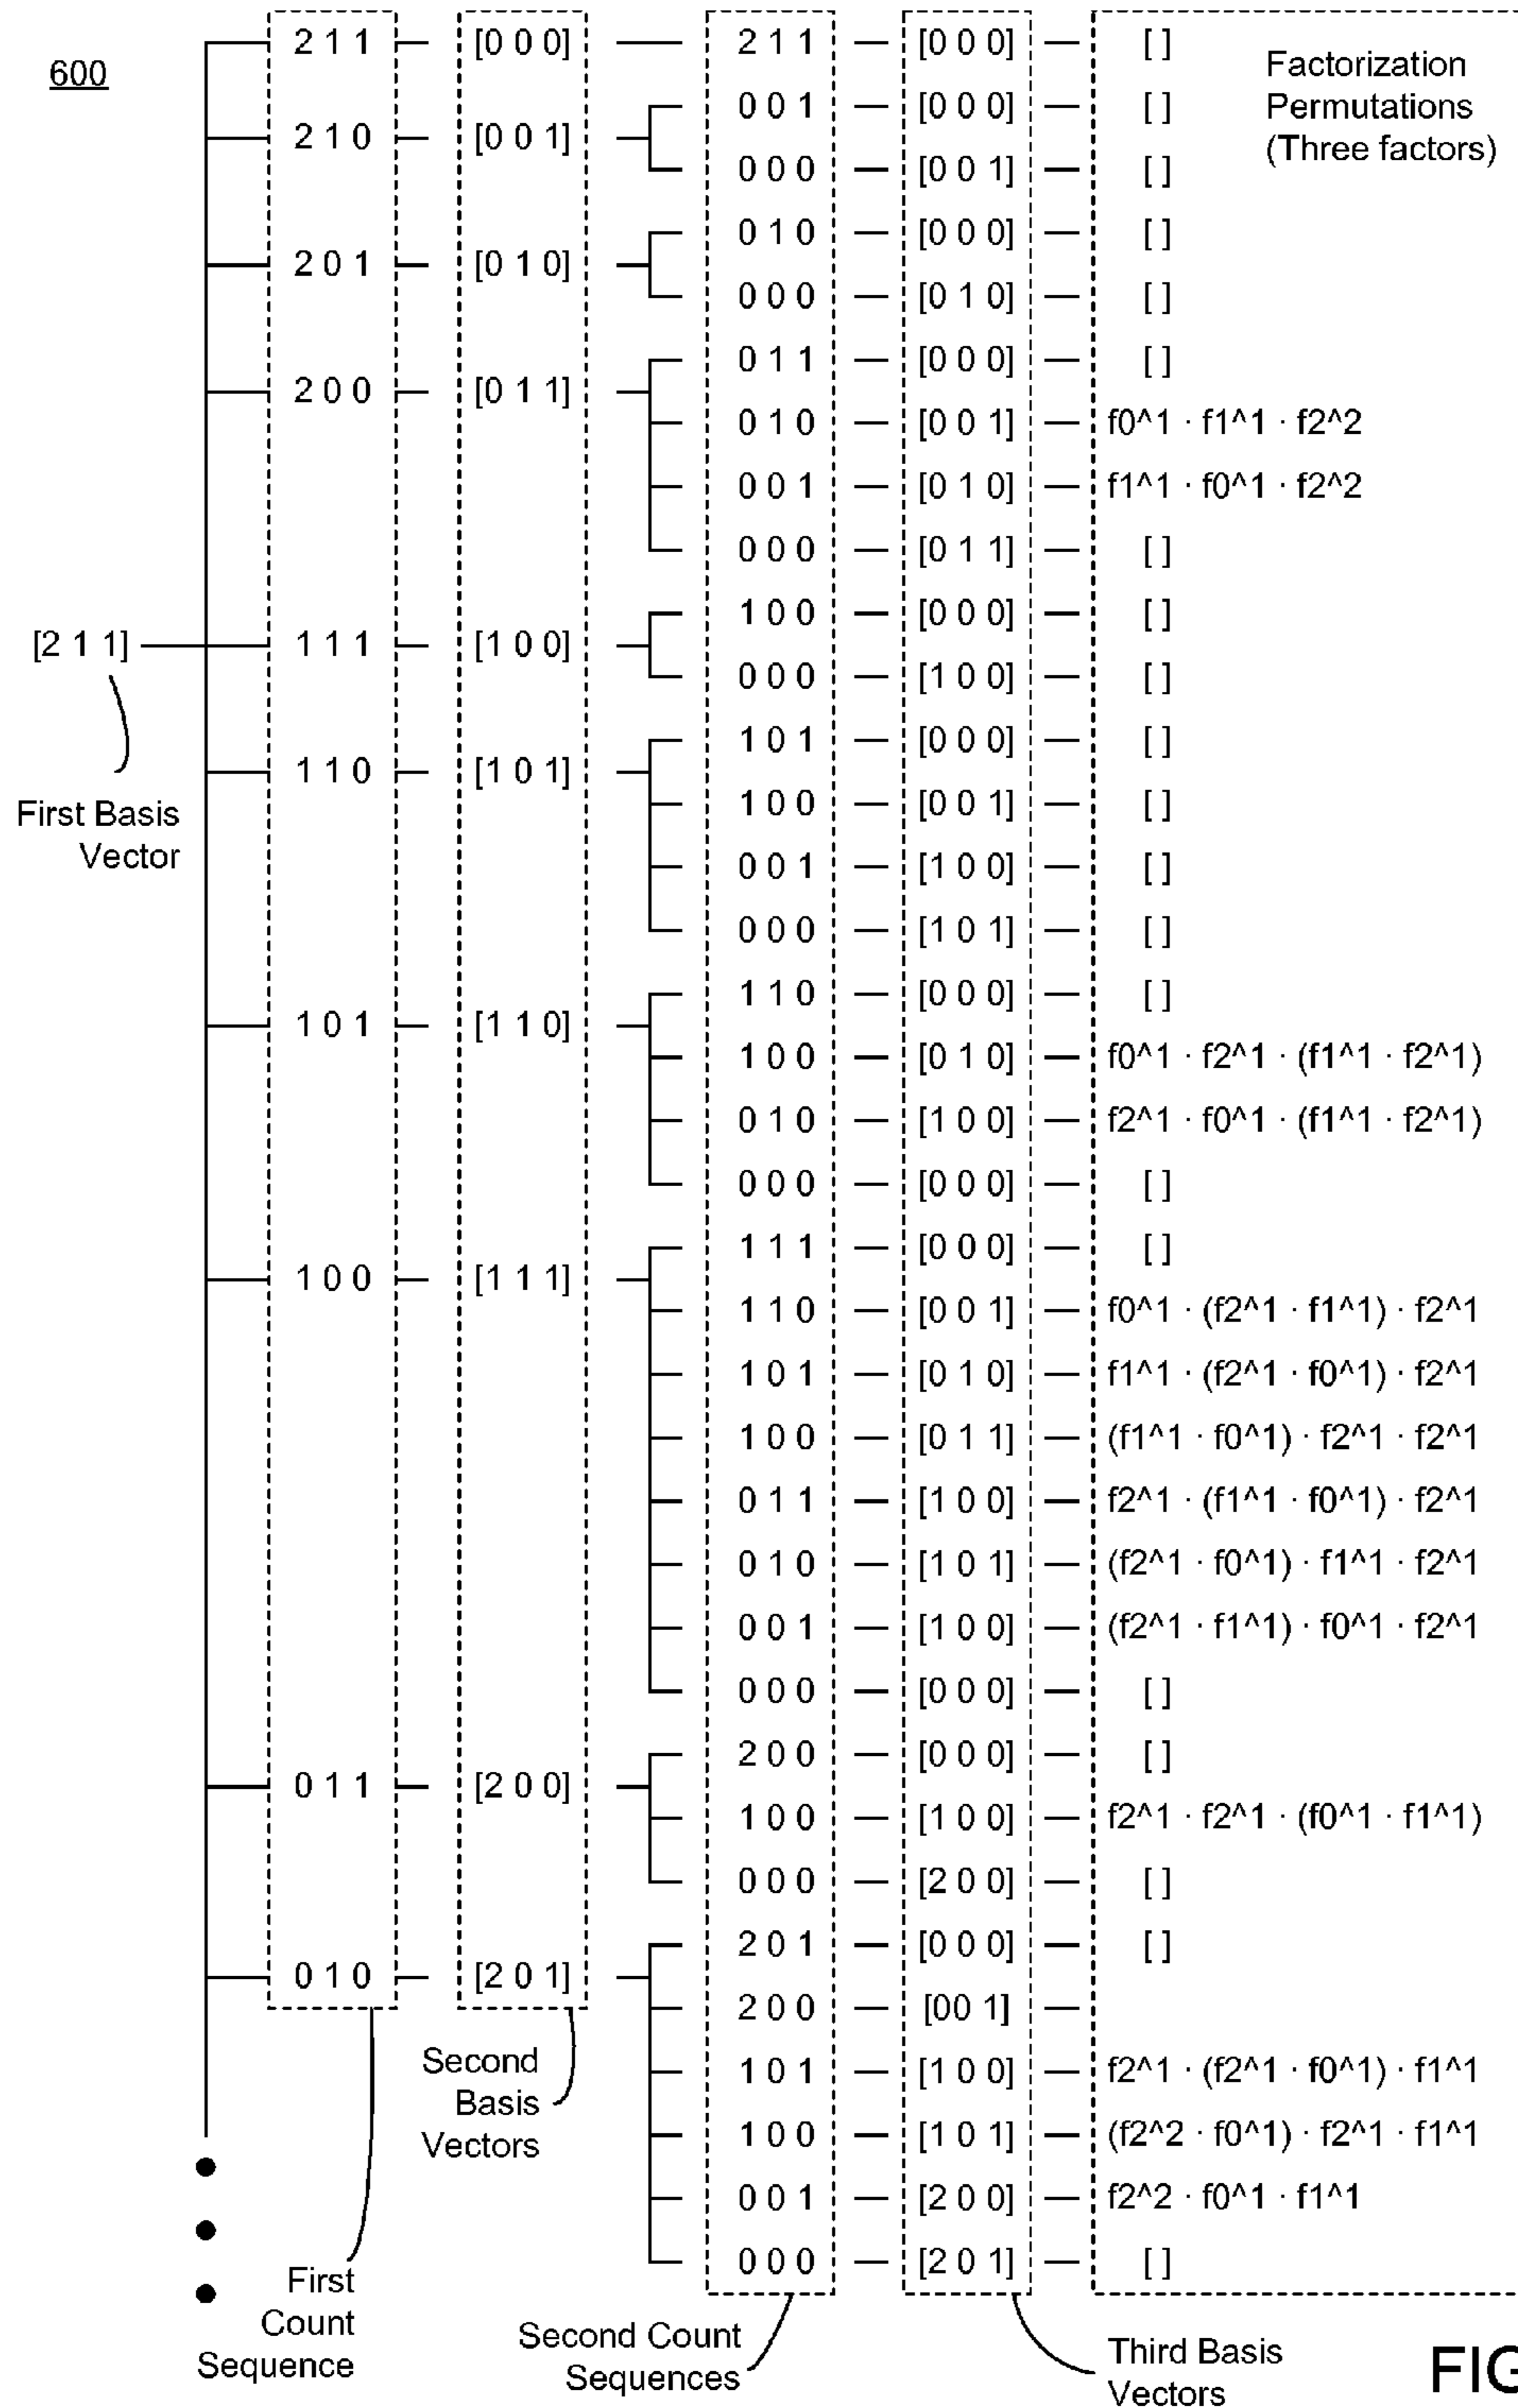 600
2 1 1 [0 0 0] 2 1 1 [0 0 0] [ ]
Factorization
Permutations
(Three factors)
0 0 1 [0 0 0] [ ]
2 1 0 [0 0 1]
0 0 0 [0 0 1] [ ]
0 1 0 [0 0 0] [ ]
2 0 1 [0 1 0]
0 0 0 [0 1 0] [ ]
0 1 1 [0 0 0] [ ]
2 0 0 [0 1 1]
0 1 0 [0 0 1] f0^1 · f1^1 · f2^2
0 0 1 [0 1 0] f1^1 · f0^1 · f2^2
0 0 0 [0 1 1] [ ]
1 0 0 [0 0 0] [ ]
[2 1 1] 1 1 1 [1 0 0]
0 0 0 [1 0 0] [ ]
1 0 1 [0 0 0] [ ]
1 1 0 [1 0 1]
First Basis
Vector
1 0 0 [0 0 1] [ ]
0 0 1 [1 0 0] [ ]
0 0 0 [1 0 1] [ ]
1 1 0 [0 0 0] [ ]
1 0 1 [1 1 0]
1 0 0 [0 1 0] f0^1 · f2^1 · (f1^1 · f2^1)
0 1 0 [1 0 0] f2^1 · f0^1 · (f1^1 · f2^1)
0 0 0 [0 0 0] [ ]
1 1 1 [0 0 0] [ ]
1 0 0 [1 1 1]
1 1 0 [0 0 1] f0^1 · (f2^1 · f1^1) · f2^1
1 0 1 [0 1 0] f1^1 · (f2^1 · f0^1) · f2^1
1 0 0 [0 1 1] (f1^1 · f0^1) · f2^1 · f2^1
0 1 1 [1 0 0] f2^1 · (f1^1 · f0^1) · f2^1
0 1 0 [1 0 1] (f2^1 · f0^1) · f1^1 · f2^1
0 0 1 [1 0 0] (f2^1 · f1^1) · f0^1 · f2^1
0 0 0 [0 0 0] [ ]
2 0 0 [0 0 0] [ ]
0 1 1 [2 0 0]
1 0 0 [1 0 0] f2^1 · f2^1 · (f0^1 · f1^1)
0 0 0 [2 0 0] [ ]
2 0 1 [0 0 0] [ ]
0 1 0 [2 0 1]
2 0 0 [00 1]
Second
Basis
Vectors
1 0 1 [1 0 0] f2^1 · (f2^1 · f0^1) · f1^1
1 0 0 [1 0 1] (f2^2 · f0^1) · f2^1 · f1^1
0 0 1 [2 0 0] f2^2 · f0^1 · f1^1
0 0 0 [2 0 1] [ ]
First
Count
Sequence
Second Count
Sequences
Third Basis
Vectors
FIG